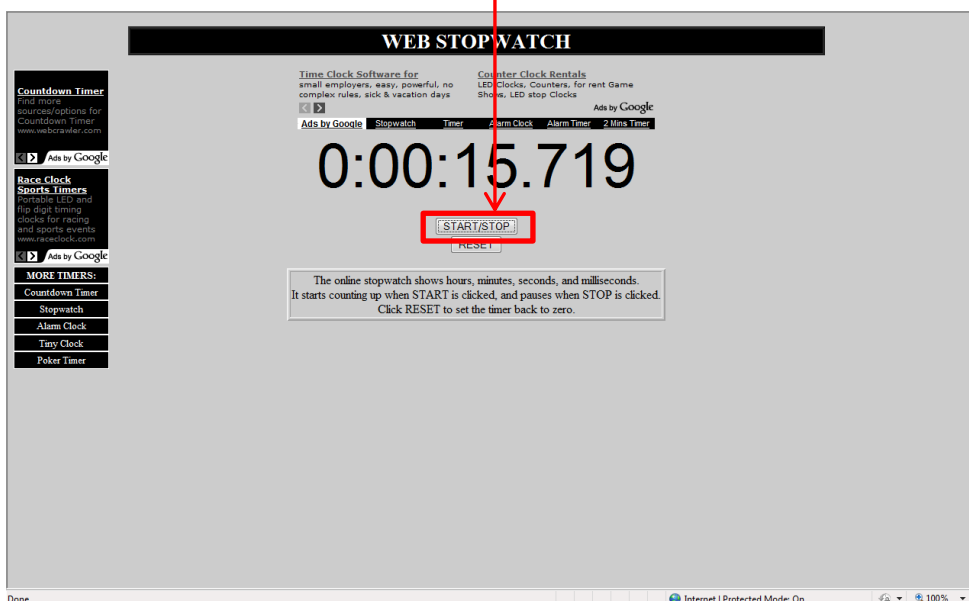 WEB STOPWATCH
Countdown Timer
Find more
sources/options for
Countdown Timer
www.webcrawler.com
Ads by Google
Race Clock
Sports Timers
Portable LED and
flip digit timing
clocks for racing
and sports events
www.raceclock.com
Ads by Google
MORE TIMERS:
Countdown Timer
Stopwatch
Alarm Clock
Tiny Clock
Poker Timer
Time Clock Software for
small employers, easy, powerful, no
complex rules, sick & vacation days
Counter Clock Rentals
LED Clocks, Counters, for rent Game
Shows, LED stop Clocks
Ads by Google
Ads by Google Stopwatch Timer Alarm Clock Alarm Timer 2 Mins Timer
0:00:15.719
START/STOP
RESET
The online stopwatch shows hours, minutes, seconds, and milliseconds.
It starts counting up when START is clicked, and pauses when STOP is clicked.
Click RESET to set the timer back to zero.
Done
Internet | Protected Mode: On
100%